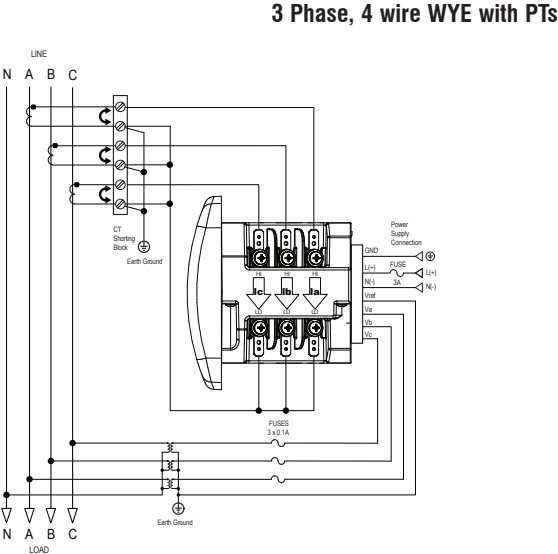 3 Phase, 4 wire WYE with PTs
LINE
N A B C
CT
Shorting
Block
Earth Ground
Power
Supply
Connection
GND
L(+)
FUSE
L(+)
N(-)
3A
N(-)
Vref
Va
Vb
Vc
HI HI HI
Ic Ib Ia
LO LO LO
FUSES
3 x 0.1A
Earth Ground
N A B C
LOAD